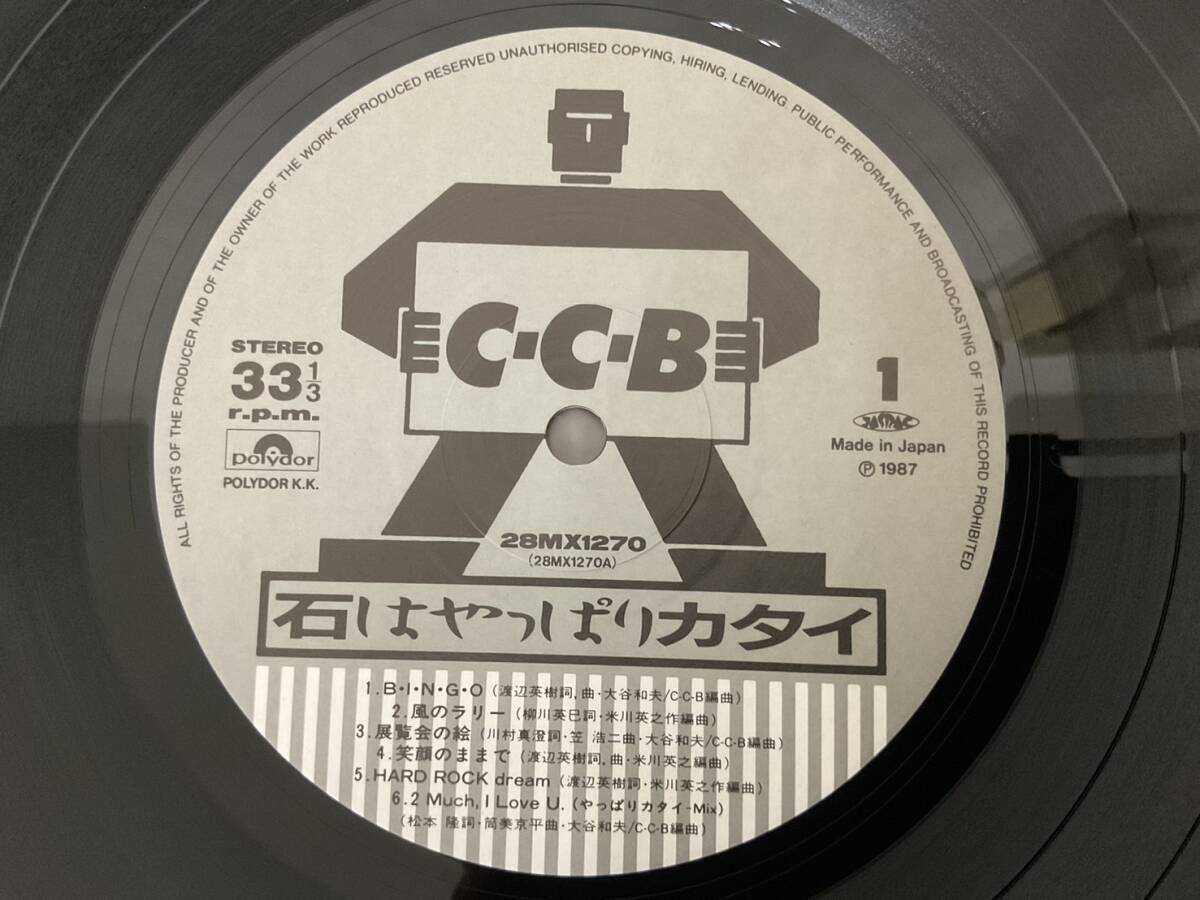 ALL RIGHTS OF THE PRODUCER AND OF THE OWNER OF THE WORK REPRODUCED RESERVED UNAUTHORISED COPYING, HIRING, LENDING, PUBLIC PERFORMANCE AND BROADCASTING OF THIS RECORD PROHIBITED
C-C-B
STEREO
33 1/3
r.p.m.
polydor
POLYDOR K.K.
1
JASRAC
Made in Japan
Ⓟ 1987
28MX1270
(28MX1270A)
石はやっぱりカタイ
1.B・I・N・G・O (渡辺英樹詞,曲・大谷和夫/C-C-B編曲)
2.風のラリー (柳川英巳詞・米川英之作編曲)
3.展覧会の絵 (川村真澄詞・笠 浩二曲・大谷和夫/C-C-B編曲)
4.笑顔のままで (渡辺英樹詞,曲・米川英之編曲)
5.HARD ROCK dream (渡辺英樹詞・米川英之作編曲)
6.2 Much, I Love U. (やっぱりカタイ-Mix)
(松本 隆詞・筒美京平曲・大谷和夫/C-C-B編曲)